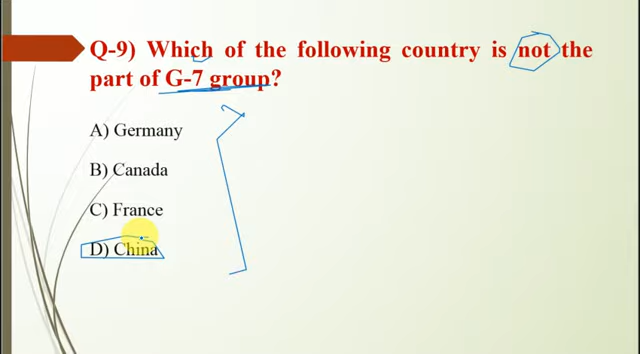 Q-9) Which of the following country is not the
part of G-7 group?
A) Germany
B) Canada
C) France
D) China